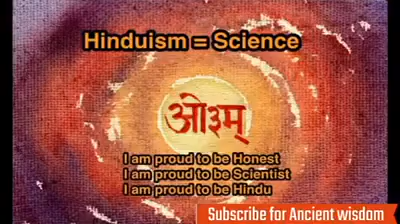 Hinduism = Science
ओ३म्
I am proud to be Honest
I am proud to be Scientist
I am proud to be Hindu
Subscribe for Ancient wisdom